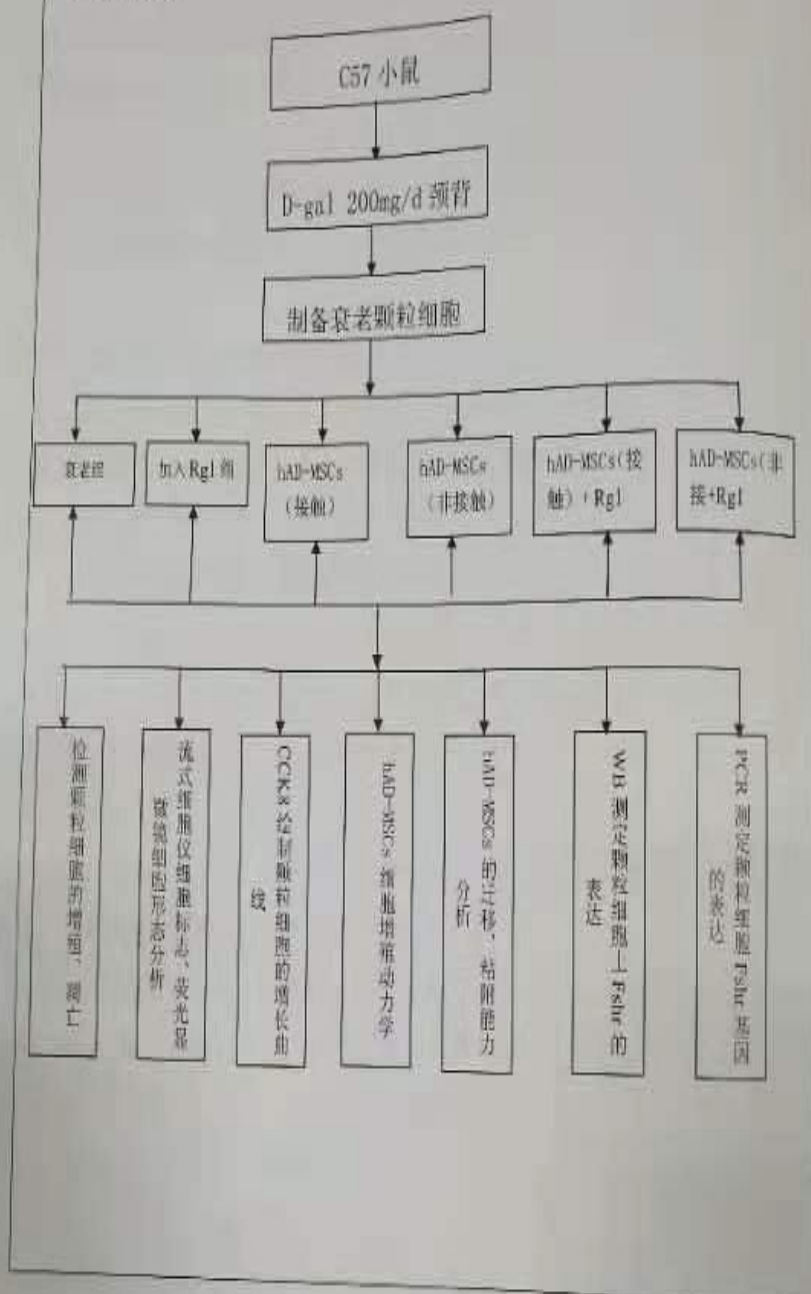 C57 小鼠
D-gal 200mg/d 颈背
制备衰老颗粒细胞
衰老组
加入 Rg1 组
hAD-MSCs
（接触）
hAD-MSCs
（非接触）
hAD-MSCs(接
触）+Rg1
hAD-MSCs(非
接+Rg1
检测颗粒细胞的增殖、凋亡
流式细胞仪细胞标志、荧光显
微镜细胞形态分析
CCK8 绘制颗粒细胞的增长曲
线
hAD-MSCs 细胞增殖动力学
hAD-MSCs 的迁移，粘附能力
分析
WB 测定颗粒细胞上 Fshr 的
表达
PCR 测定颗粒细胞 Fshr 基因
的表达